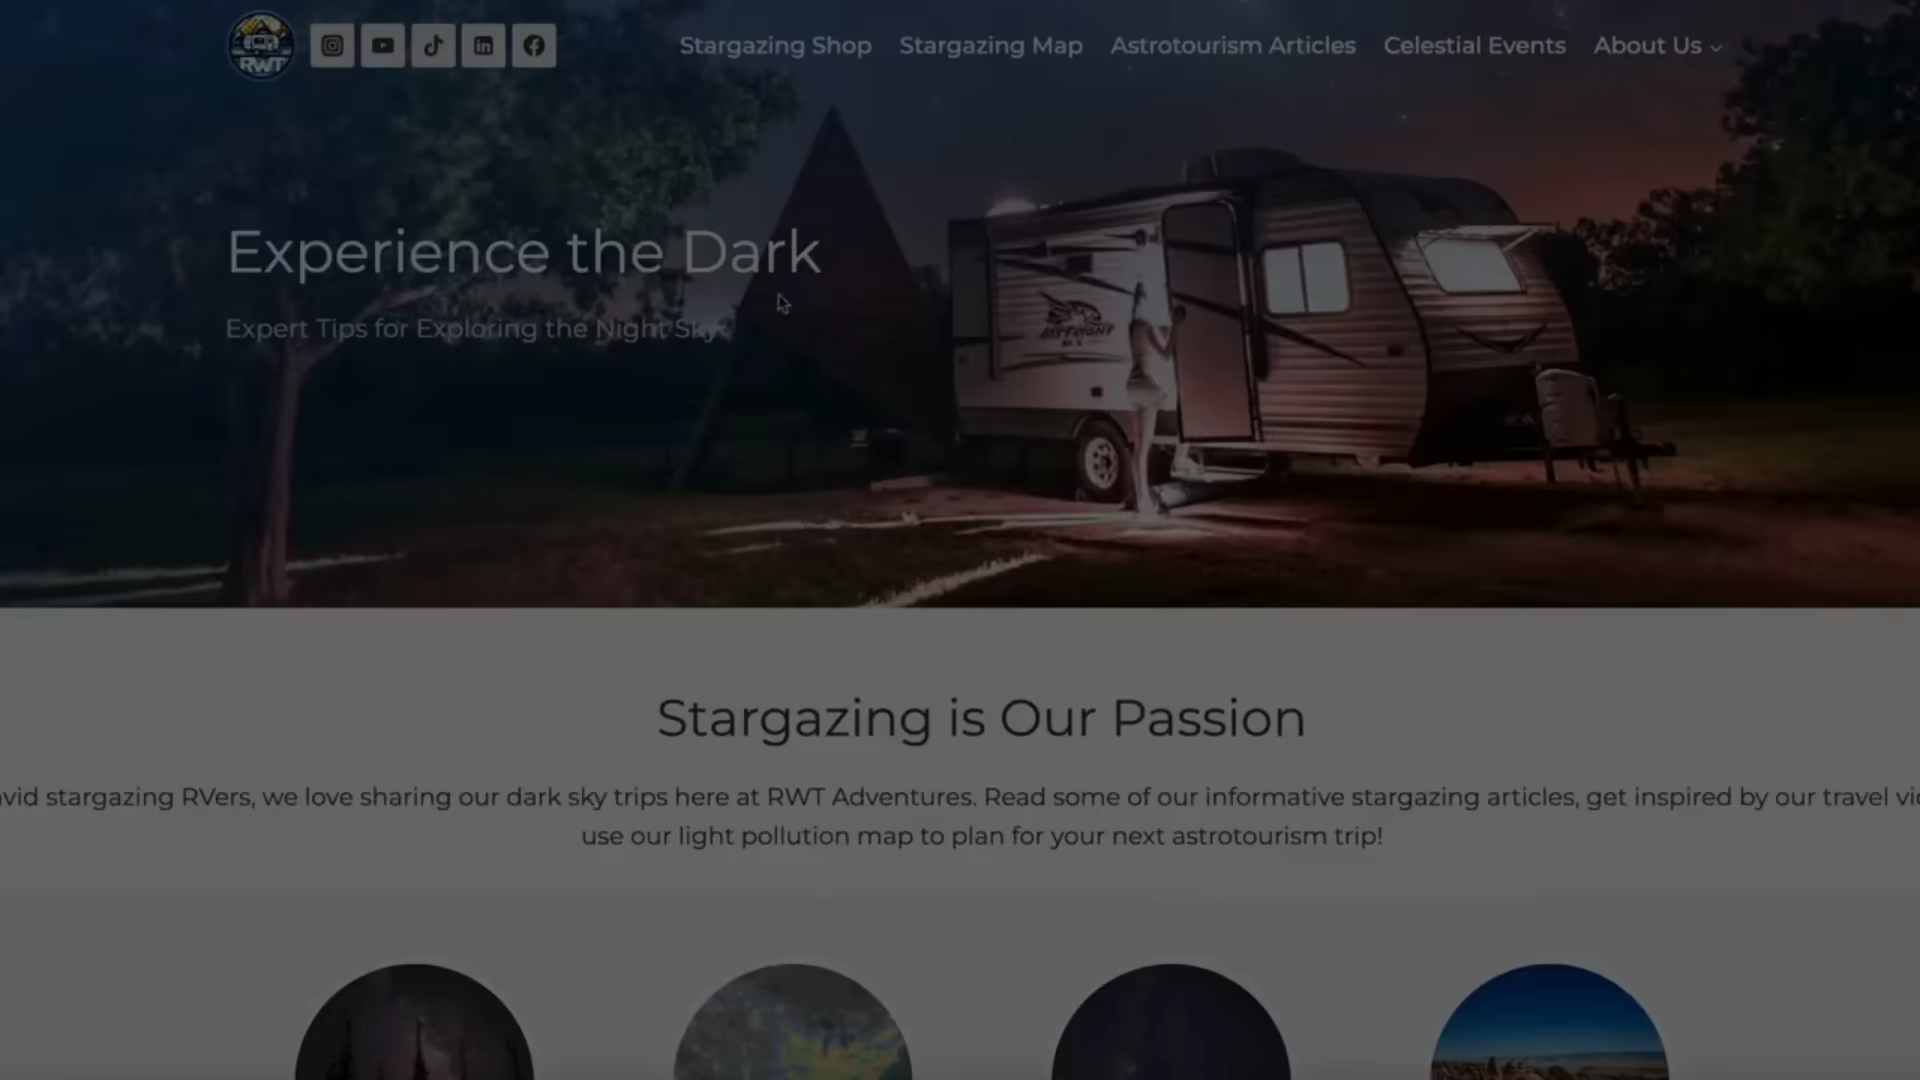 RWT
Stargazing Shop
Stargazing Map
Astrotourism Articles
Celestial Events
About Us
Experience the Dark
Expert Tips for Exploring the Night Sky
JAY FLIGHT
Stargazing is Our Passion
stargazing RVers, we love sharing our dark sky trips here at RWT Adventures. Read some of our informative stargazing articles, get inspired by our travel
use our light pollution map to plan for your next astrotourism trip!